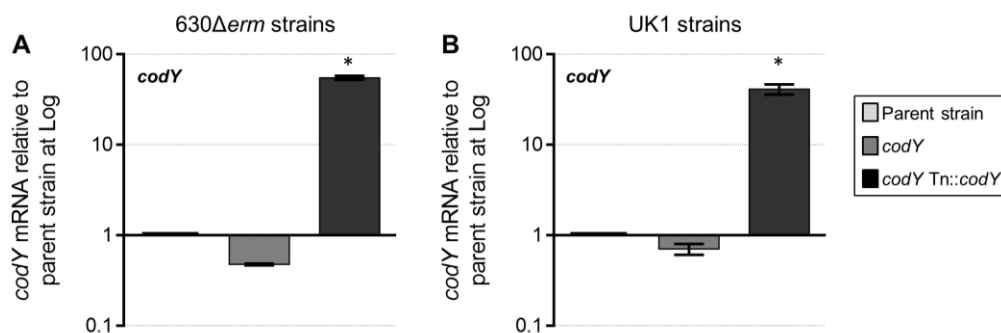 630Δerm strains
A
codY mRNA relative to
parent strain at Log
100
10
1
0.1
codY
*
UK1 strains
B
codY mRNA relative to
parent strain at Log
100
10
1
0.1
codY
*
Parent strain
codY
codY Tn::codY